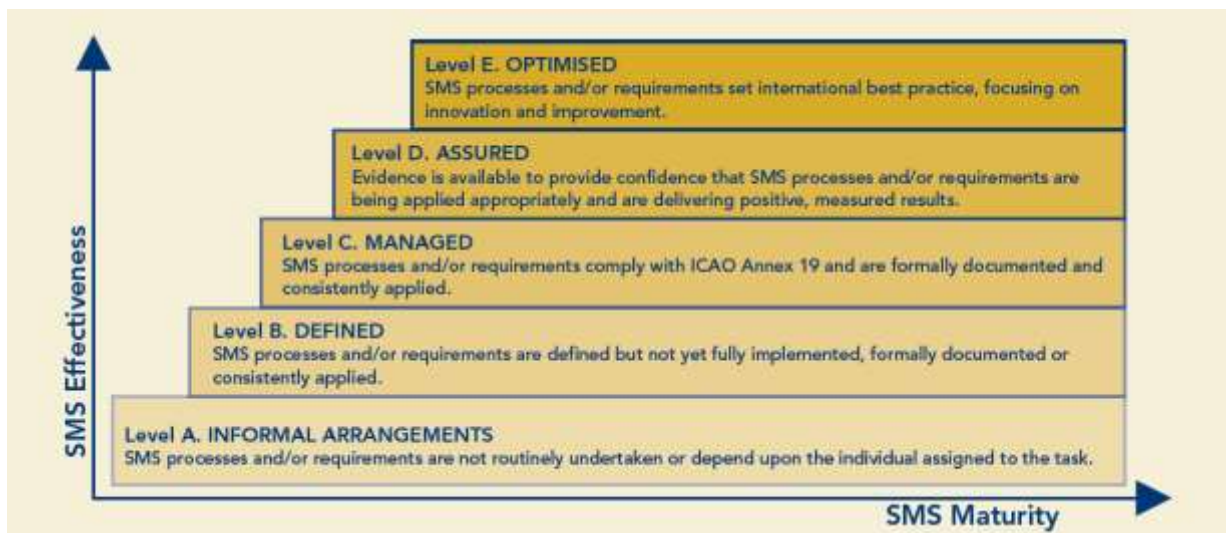 Level E. OPTIMISED
SMS processes and/or requirements set international best practice, focusing on
innovation and improvement.
Level D. ASSURED
Evidence is available to provide confidence that SMS processes and/or requirements are
being applied appropriately and are delivering positive, measured results.
Level C. MANAGED
SMS processes and/or requirements comply with ICAO Annex 19 and are formally documented and
consistently applied.
Level B. DEFINED
SMS processes and/or requirements are defined but not yet fully implemented, formally documented or
consistently applied.
Level A. INFORMAL ARRANGEMENTS
SMS processes and/or requirements are not routinely undertaken or depend upon the individual assigned to the task.
SMS Effectiveness
SMS Maturity